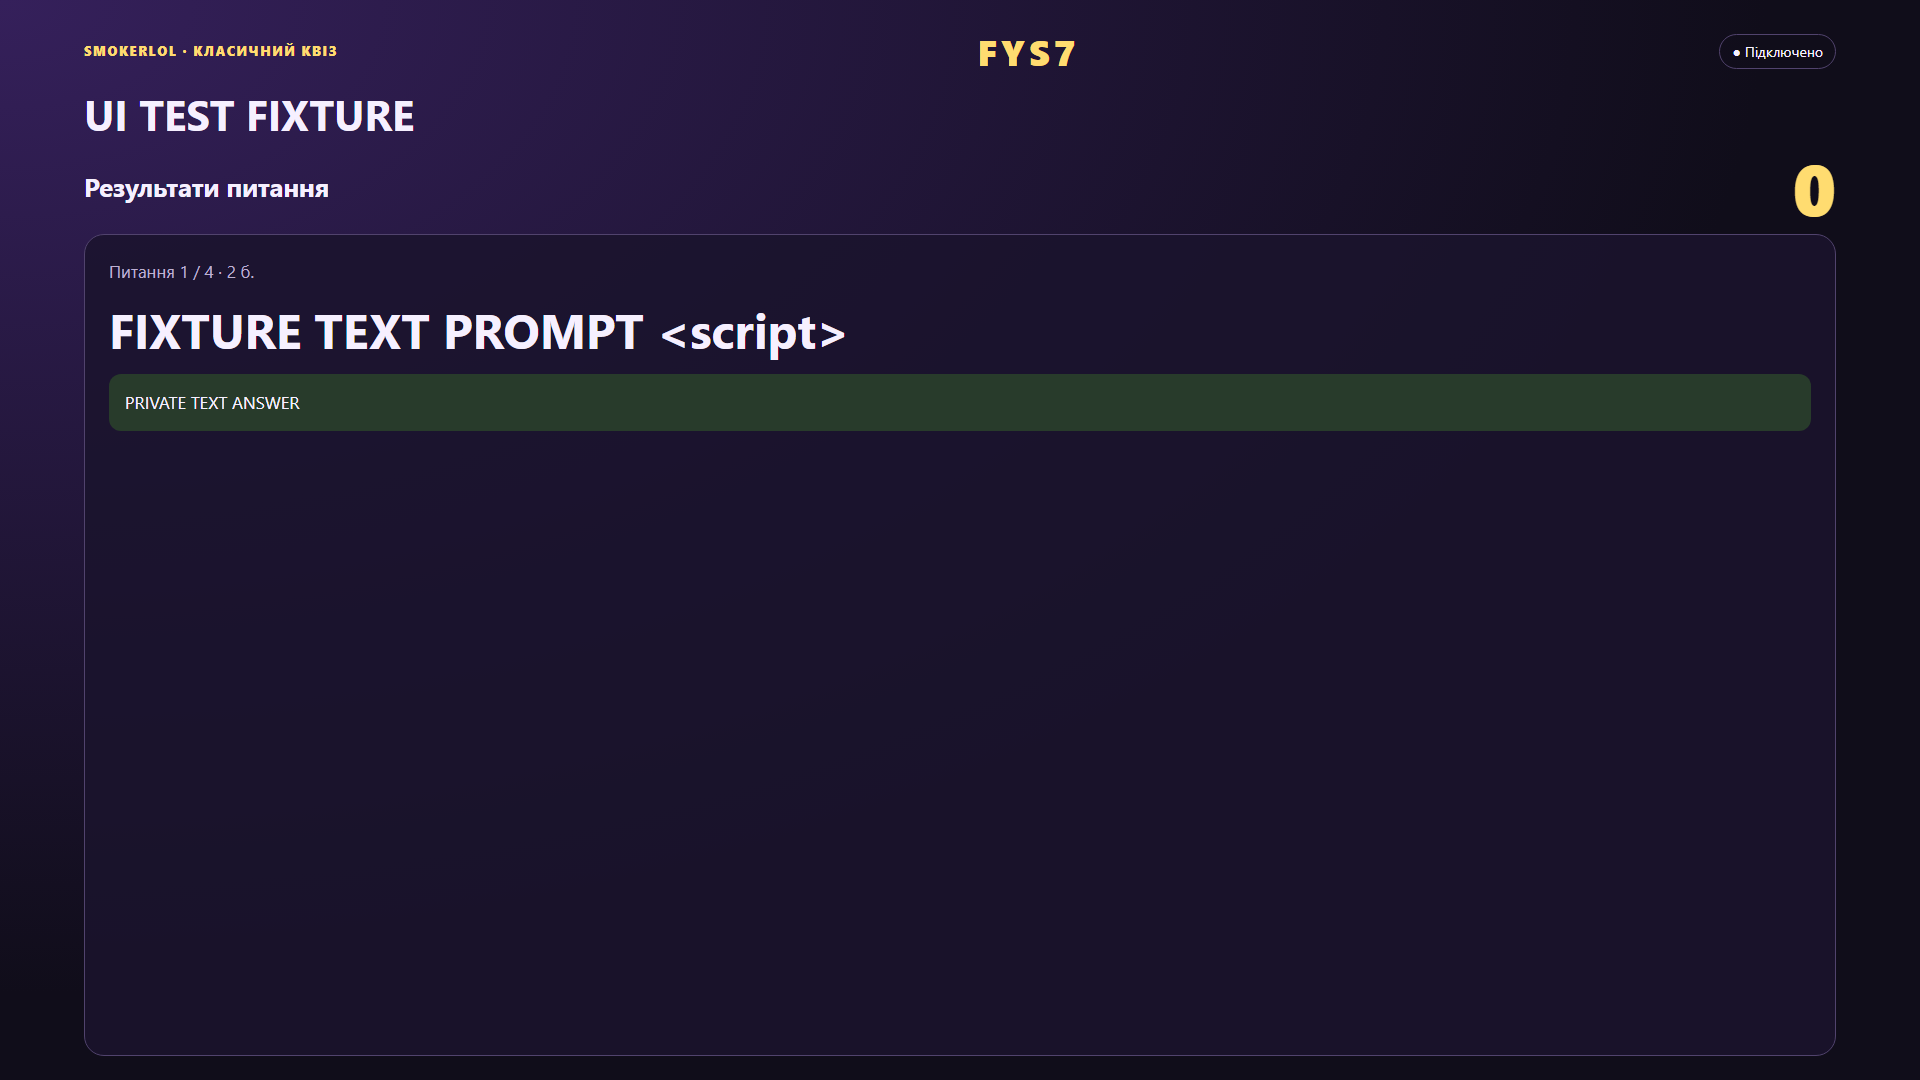 SMOKERLOL · КЛАСИЧНИЙ КВІЗ
FYS7
● Підключено
UI TEST FIXTURE
Результати питання
0
Питання 1 / 4 · 2 б.
FIXTURE TEXT PROMPT <script>
PRIVATE TEXT ANSWER